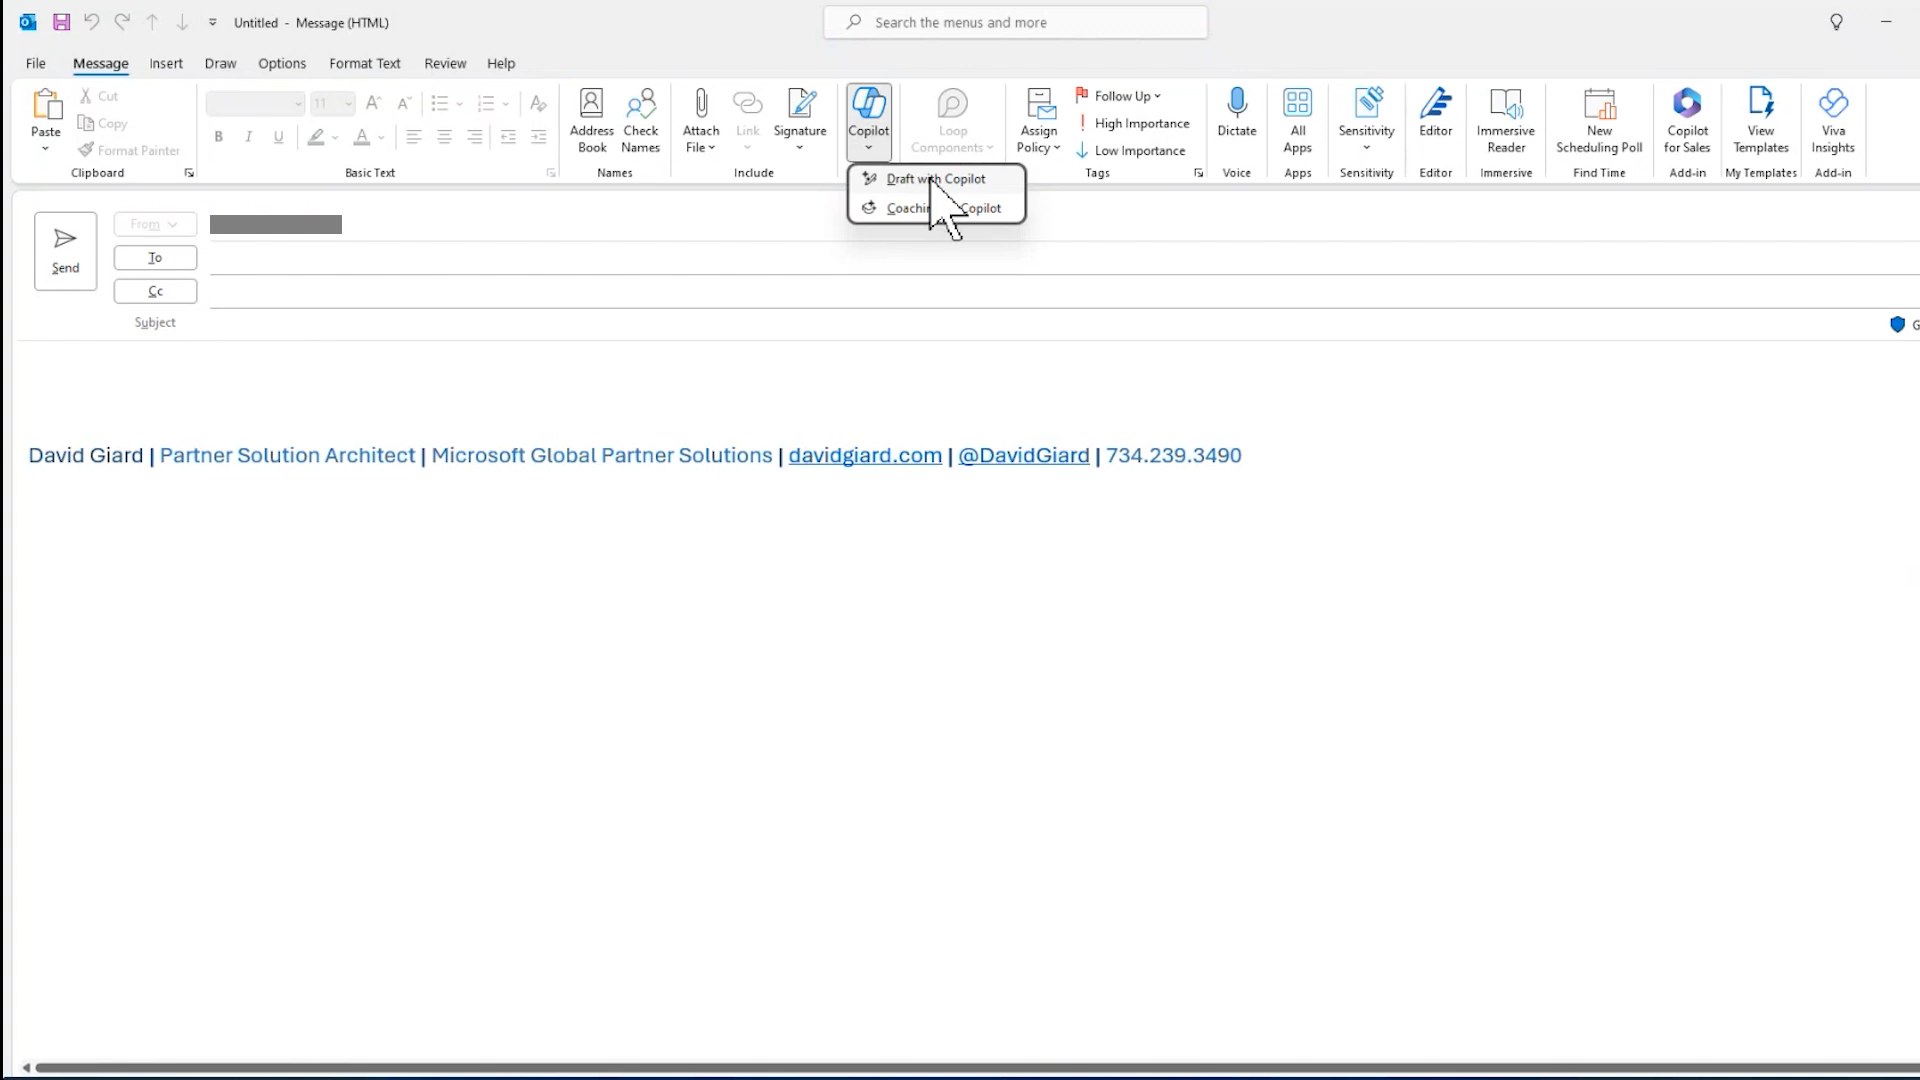 Untitled - Message (HTML)
Search the menus and more
File Message Insert Draw Options Format Text Review Help
Paste
Cut
Copy
Format Painter
Clipboard
11
B I U
Basic Text
Address Book
Check Names
Names
Attach File
Link
Signature
Include
Copilot
Loop Components
Assign Policy
Follow Up
High Importance
Low Importance
Tags
Dictate
Voice
All Apps
Apps
Sensitivity
Sensitivity
Editor
Editor
Immersive Reader
Immersive
New Scheduling Poll
Find Time
Copilot for Sales
Add-in
View Templates
My Templates
Viva Insights
Add-in
Draft with Copilot
Copilot
Send
From
To
Cc
Subject
David Giard | Partner Solution Architect | Microsoft Global Partner Solutions | davidgiard.com | @DavidGiard | 734.239.3490